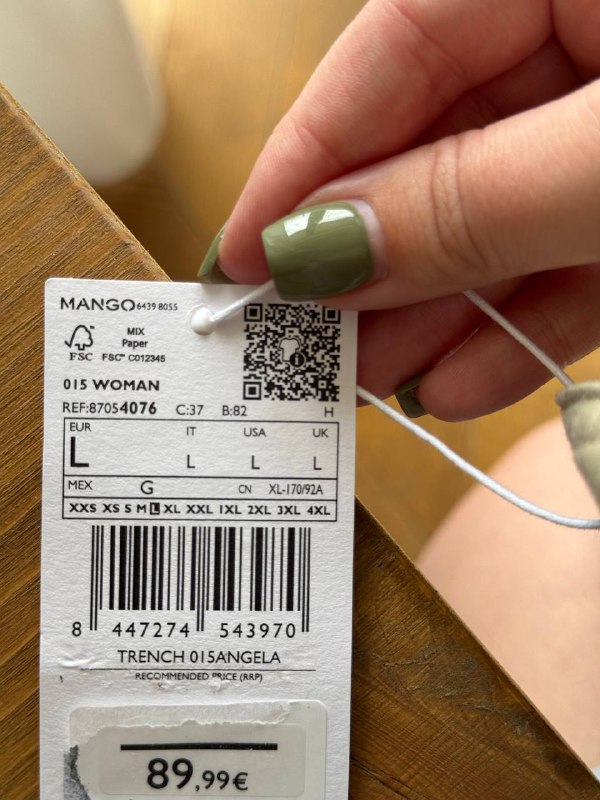 MANGO 6439 8055
MIX
Paper
FSC FSC™ C012345
015 WOMAN
REF:87054076 C:37 B:82 H
EUR IT USA UK
L L L L
MEX G CN XL-170/92A
XXS XS S M L XL XXL 1XL 2XL 3XL 4XL
8 447274 543970
TRENCH 015ANGELA
RECOMMENDED PRICE (RRP)
89,99€